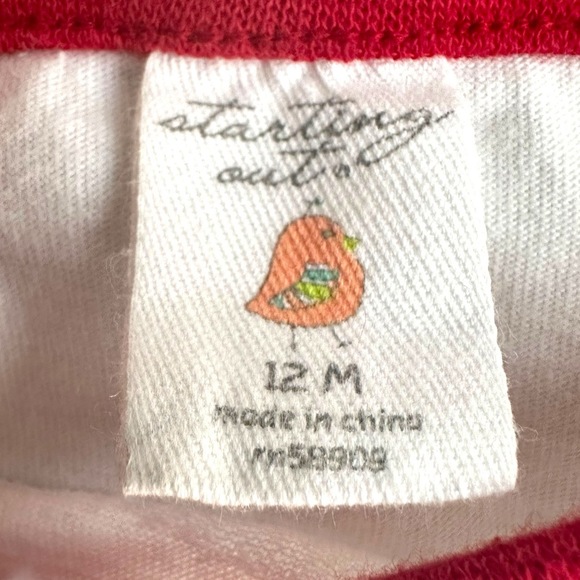 starting
out.
12 M
made in china
rn58909